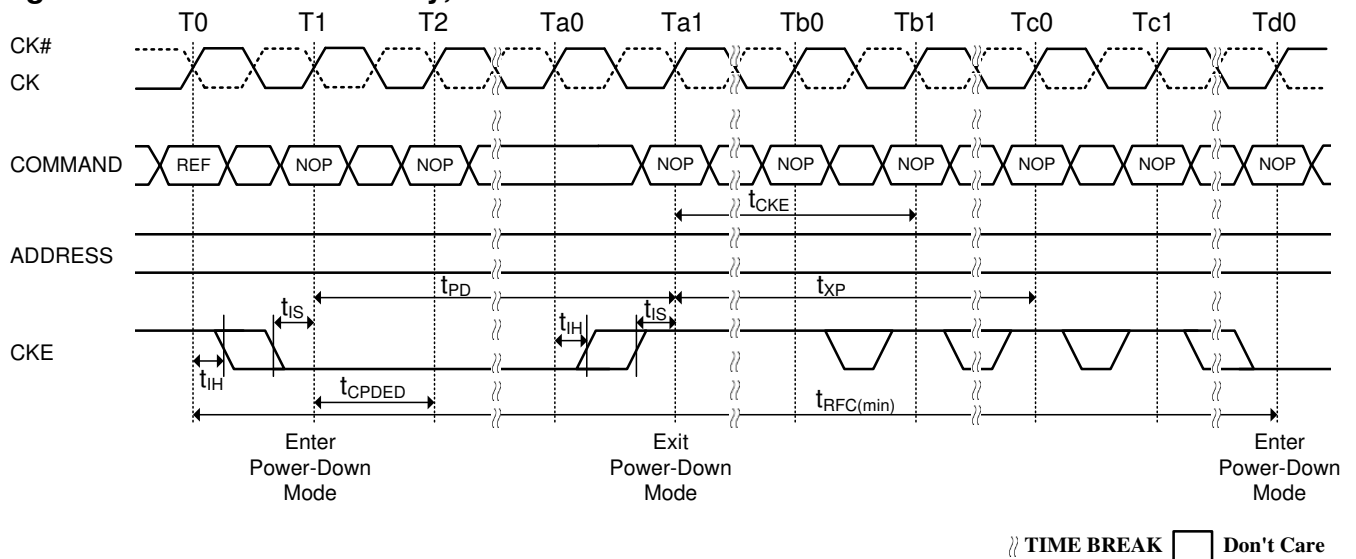 T0 T1 T2 Ta0 Ta1 Tb0 Tb1 Tc0 Tc1 Td0
CK#
CK
COMMAND REF NOP NOP NOP NOP NOP NOP NOP NOP
tCKE
ADDRESS
tPD tXP
tIS tIH tIS
CKE
tIH
tCPDED tRFC(min)
Enter Power-Down Mode
Exit Power-Down Mode
Enter Power-Down Mode
TIME BREAK Don't Care